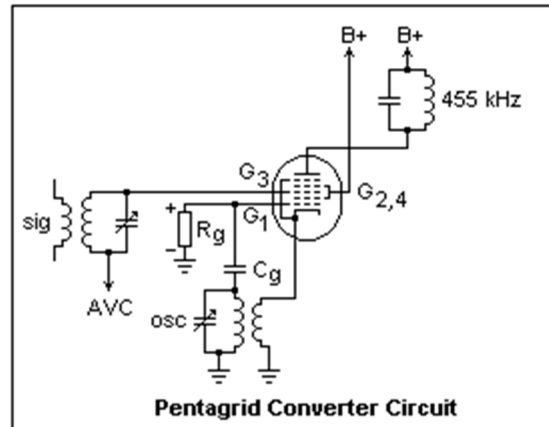 B+ B+
455 kHz
G3
G2,4
sig
+
Rg
G1
−
Cg
AVC
osc
Pentagrid Converter Circuit